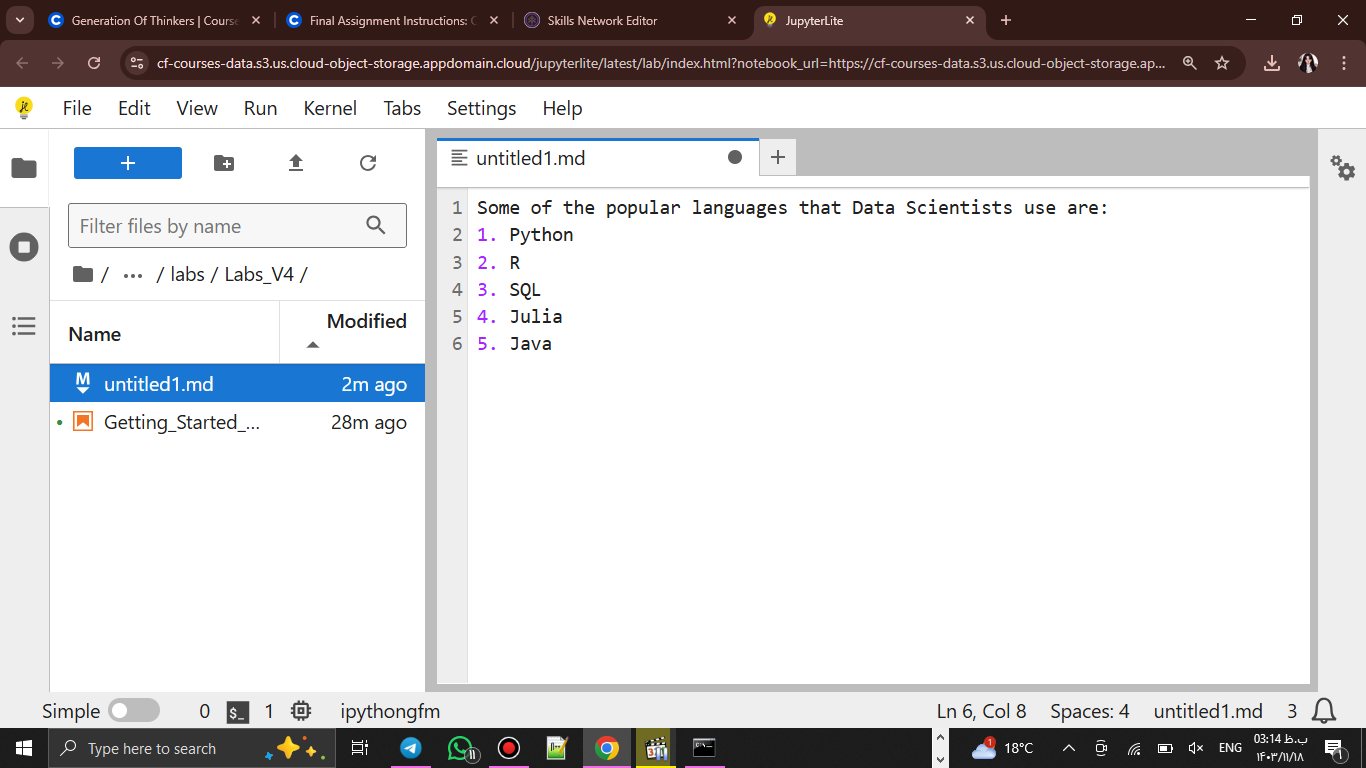 Generation Of Thinkers | Course
Final Assignment Instructions: C
Skills Network Editor
JupyterLite
cf-courses-data.s3.us.cloud-object-storage.appdomain.cloud/jupyterlite/latest/lab/index.html?notebook_url=https://cf-courses-data.s3.us.cloud-object-storage.ap...
File Edit View Run Kernel Tabs Settings Help
untitled1.md
Filter files by name
/ ... / labs / Labs_V4 /
Name Modified
untitled1.md 2m ago
Getting_Started_... 28m ago
1 Some of the popular languages that Data Scientists use are:
2 1. Python
3 2. R
4 3. SQL
5 4. Julia
6 5. Java
Simple 0 $_ 1 ipythongfm Ln 6, Col 8 Spaces: 4 untitled1.md 3
Type here to search 18°C ENG
03:14 ب.ظ
۱۴۰۳/۱۱/۱۸